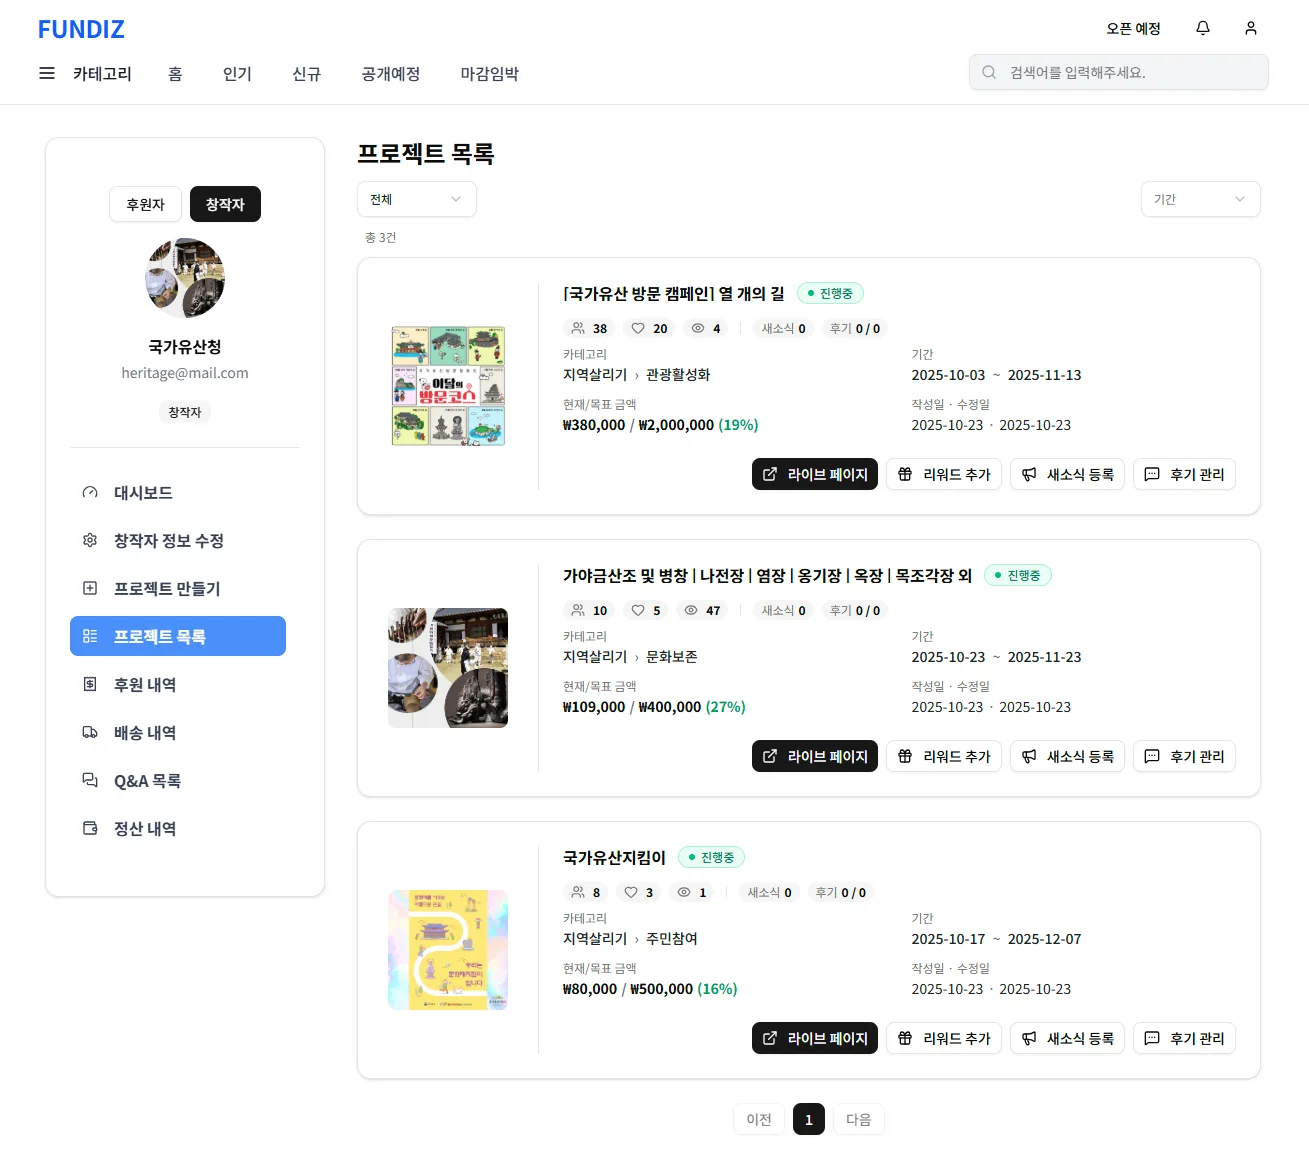 FUNDIZ
오픈 예정
카테고리 홈 인기 신규 공개예정 마감임박
검색어를 입력해주세요.
후원자 창작자
국가유산청
heritage@mail.com
창작자
대시보드
창작자 정보 수정
프로젝트 만들기
프로젝트 목록
후원 내역
배송 내역
Q&A 목록
정산 내역
프로젝트 목록
전체 기간
총 3건
[국가유산 방문 캠페인] 열 개의 길 진행중
38 20 4 새소식 0 후기 0 / 0
카테고리 기간
지역살리기 › 관광활성화 2025-10-03 ~ 2025-11-13
현재/목표 금액 작성일 · 수정일
₩380,000 / ₩2,000,000 (19%) 2025-10-23 · 2025-10-23
이달의
방문코스
라이브 페이지 리워드 추가 새소식 등록 후기 관리
가야금산조 및 병창 | 나전장 | 염장 | 옹기장 | 옥장 | 목조각장 외 진행중
10 5 47 새소식 0 후기 0 / 0
카테고리 기간
지역살리기 › 문화보존 2025-10-23 ~ 2025-11-23
현재/목표 금액 작성일 · 수정일
₩109,000 / ₩400,000 (27%) 2025-10-23 · 2025-10-23
라이브 페이지 리워드 추가 새소식 등록 후기 관리
국가유산지킴이 진행중
8 3 1 새소식 0 후기 0 / 0
카테고리 기간
지역살리기 › 주민참여 2025-10-17 ~ 2025-12-07
현재/목표 금액 작성일 · 수정일
₩80,000 / ₩500,000 (16%) 2025-10-23 · 2025-10-23
우리는
문화재지킴이
입니다
라이브 페이지 리워드 추가 새소식 등록 후기 관리
이전 1 다음